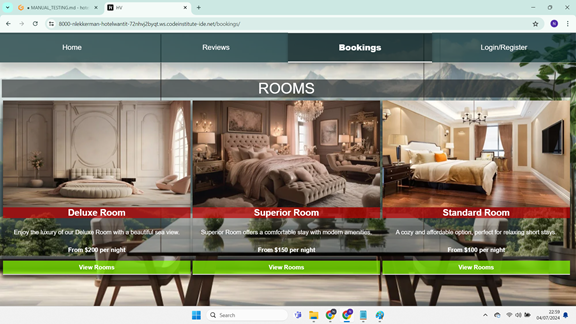 MANUAL_TESTING.md - hote
HV
8000-nlekkerman-hotelwantit-72nhvj2byqt.ws.codeinstitute-ide.net/bookings/
Home
Reviews
Bookings
Login/Register
ROOMS
Deluxe Room
Enjoy the luxury of our Deluxe Room with a beautiful sea view.
From $200 per night
View Rooms
Superior Room
Superior Room offers a comfortable stay with modern amenities.
From $150 per night
View Rooms
Standard Room
A cozy and affordable option, perfect for relaxing short stays.
From $100 per night
View Rooms
Search
22:59
04/07/2024